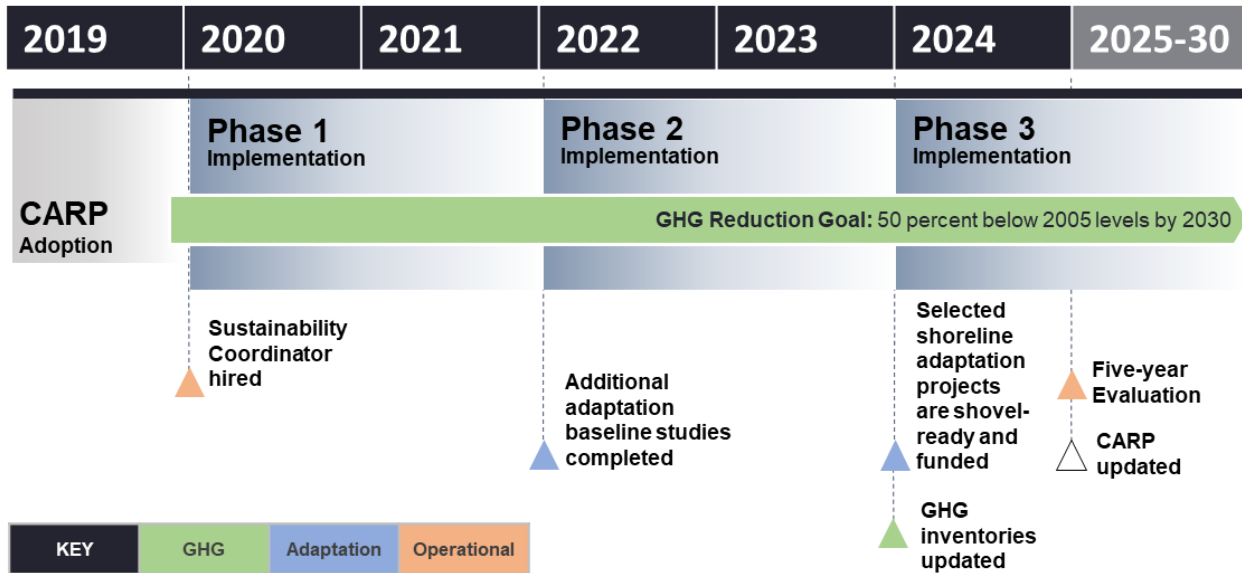 2019 2020 2021 2022 2023 2024 2025-30
Phase 1
Implementation
Phase 2
Implementation
Phase 3
Implementation
CARP
Adoption
GHG Reduction Goal: 50 percent below 2005 levels by 2030
Sustainability
Coordinator
hired
Additional
adaptation
baseline studies
completed
Selected
shoreline
adaptation
projects
are shovel-
ready and
funded
GHG
inventories
updated
Five-year
Evaluation
CARP
updated
KEY GHG Adaptation Operational